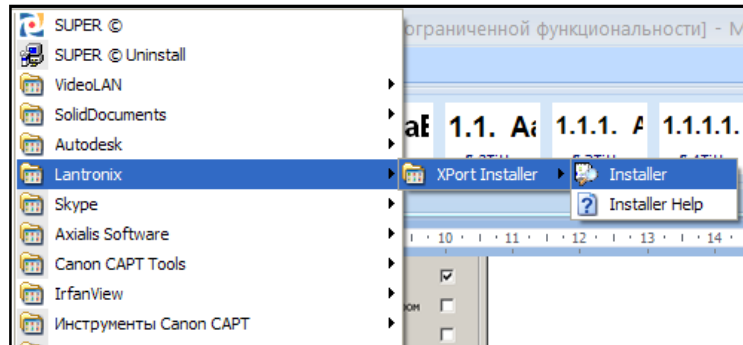 SUPER ©
ограниченной функциональности] - M
SUPER © Uninstall
VideoLAN
SolidDocuments
Autodesk
1.1. Aa 1.1.1. A 1.1.1.1.
Lantronix
XPort Installer
Installer
Skype
Installer Help
Axialis Software
10 11 12 13 14
Canon CAPT Tools
IrfanView
ом
Инструменты Canon CAPT